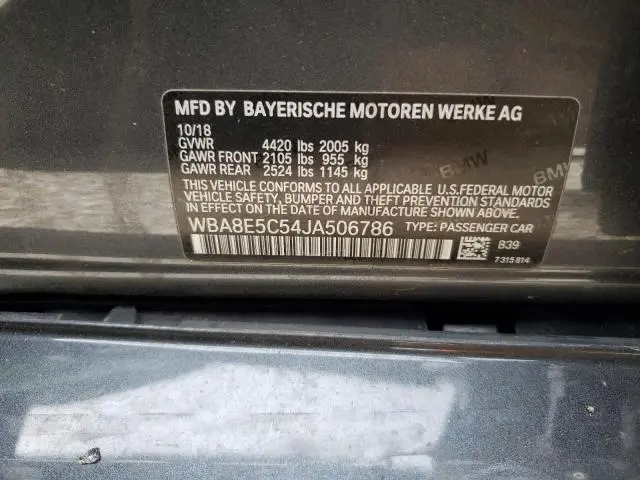 MFD BY BAYERISCHE MOTOREN WERKE AG
10/18
GVWR 4420 lbs 2005 kg
GAWR FRONT 2105 lbs 955 kg
GAWR REAR 2524 lbs 1145 kg
THIS VEHICLE CONFORMS TO ALL APPLICABLE U.S.FEDERAL MOTOR
VEHICLE SAFETY, BUMPER, AND THEFT PREVENTION STANDARDS
IN EFFECT ON THE DATE OF MANUFACTURE SHOWN ABOVE.
WBA8E5C54JA506786 TYPE: PASSENGER CAR
B39
7 315 814
BMW
BMW